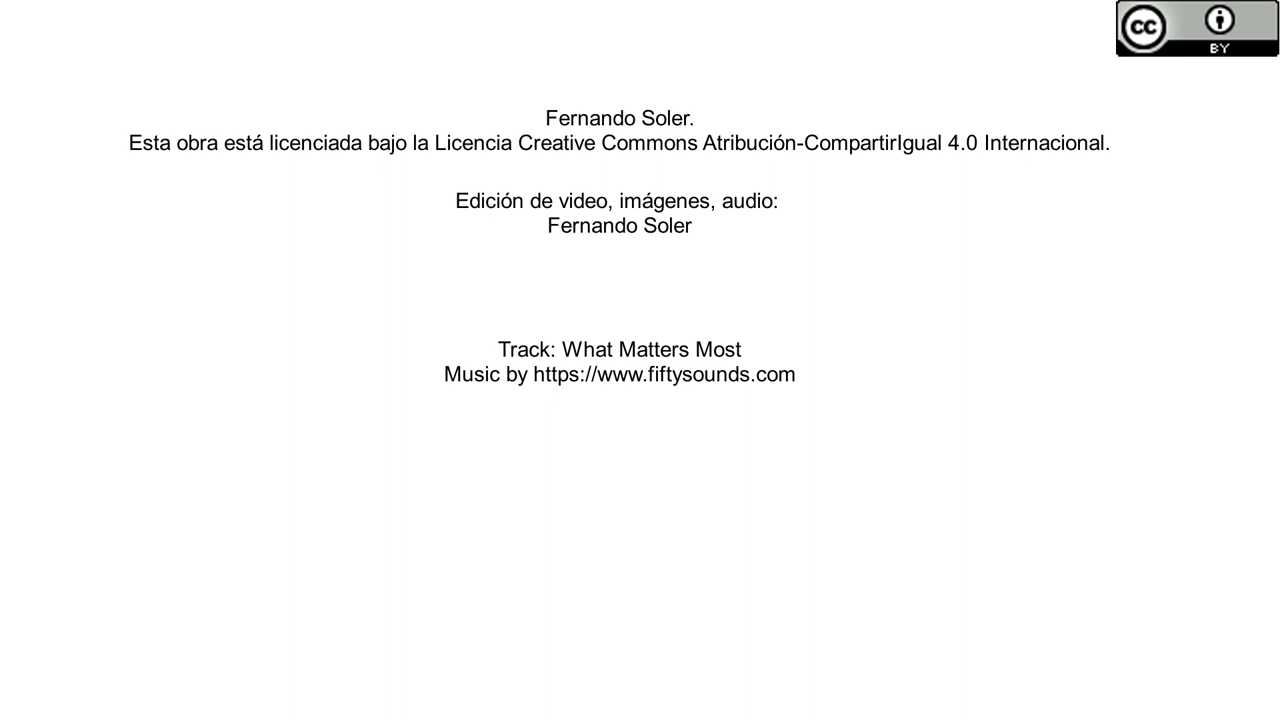 CC
BY
Fernando Soler.
Esta obra está licenciada bajo la Licencia Creative Commons Atribución-CompartirIgual 4.0 Internacional.
Edición de video, imágenes, audio:
Fernando Soler
Track: What Matters Most
Music by https://www.fiftysounds.com